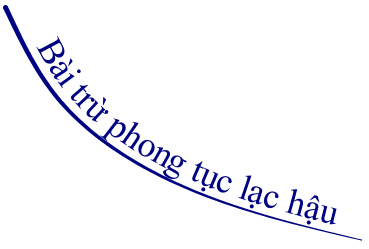 Bài trừ phong tục lạc hậu